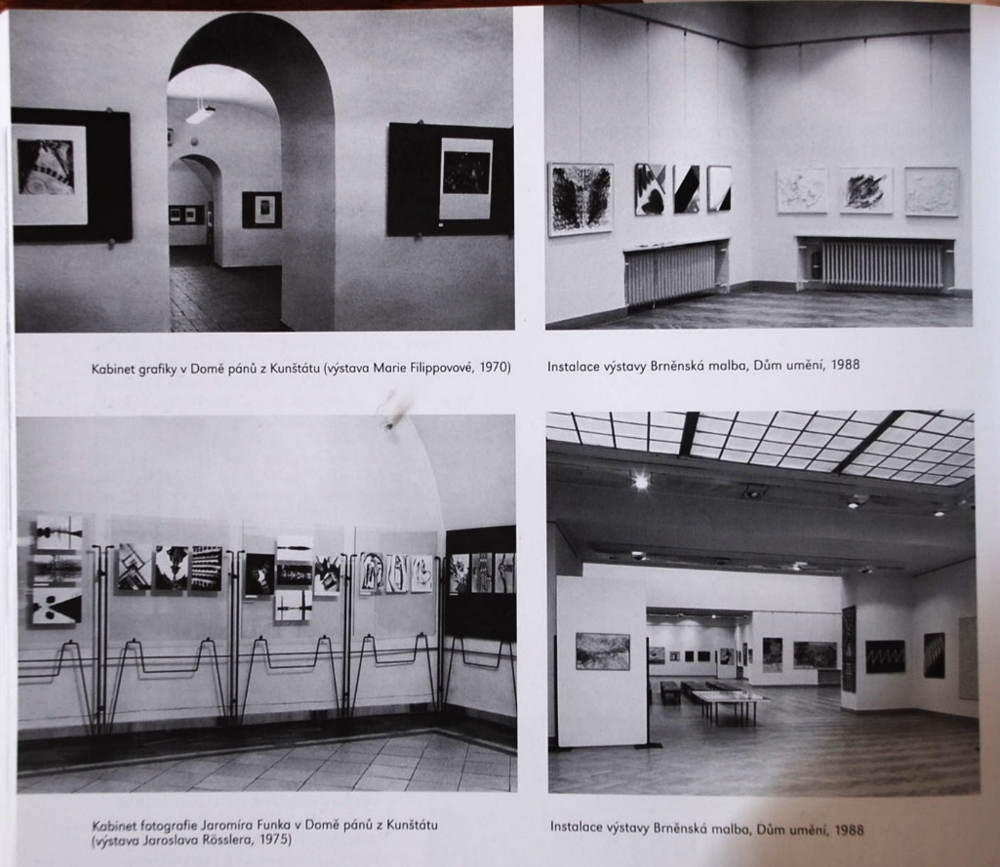 Kabinet grafiky v Domě pánů z Kunštátu (výstava Marie Filippovové, 1970)
Instalace výstavy Brněnská malba, Dům umění, 1988
Kabinet fotografie Jaromíra Funka v Domě pánů z Kunštátu
(výstava Jaroslava Rösslera, 1975)
Instalace výstavy Brněnská malba, Dům umění, 1988